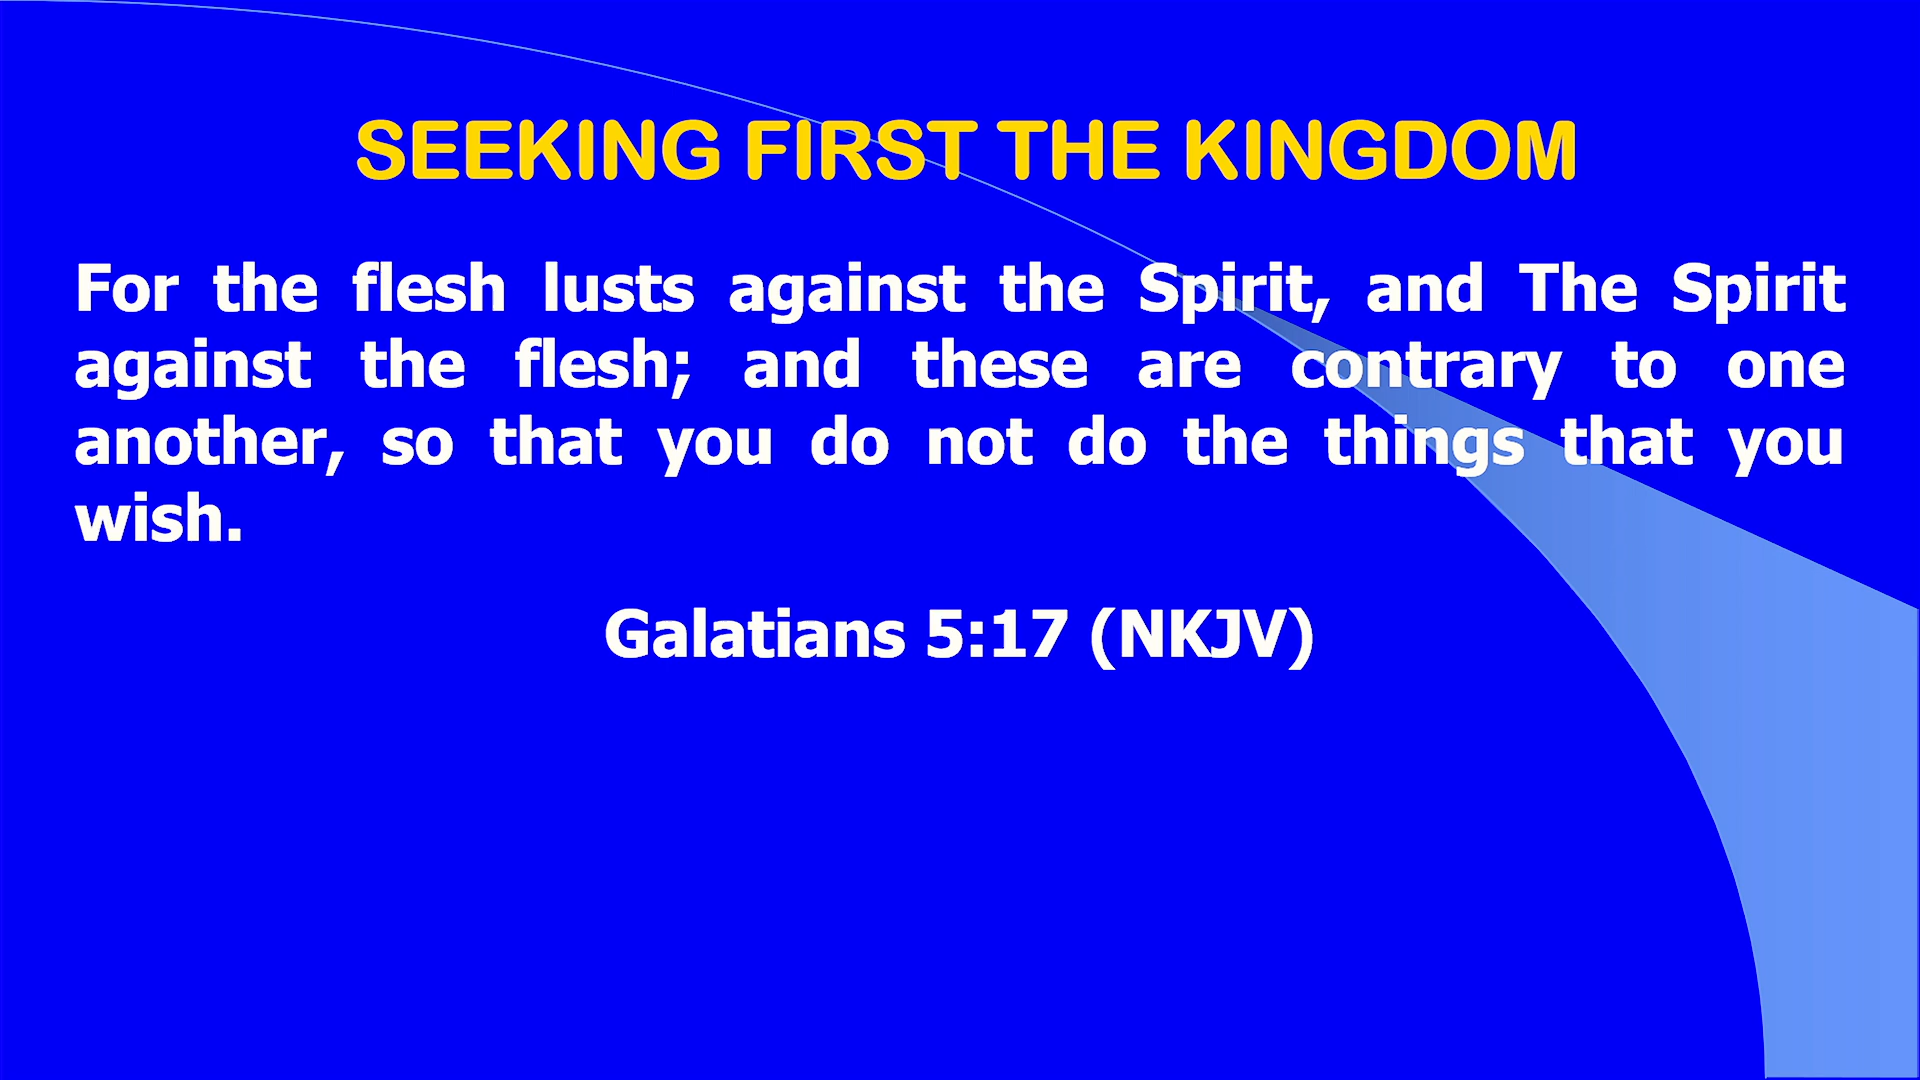 SEEKING FIRST THE KINGDOM
For the flesh lusts against the Spirit, and The Spirit
against the flesh; and these are contrary to one
another, so that you do not do the things that you
wish.
Galatians 5:17 (NKJV)